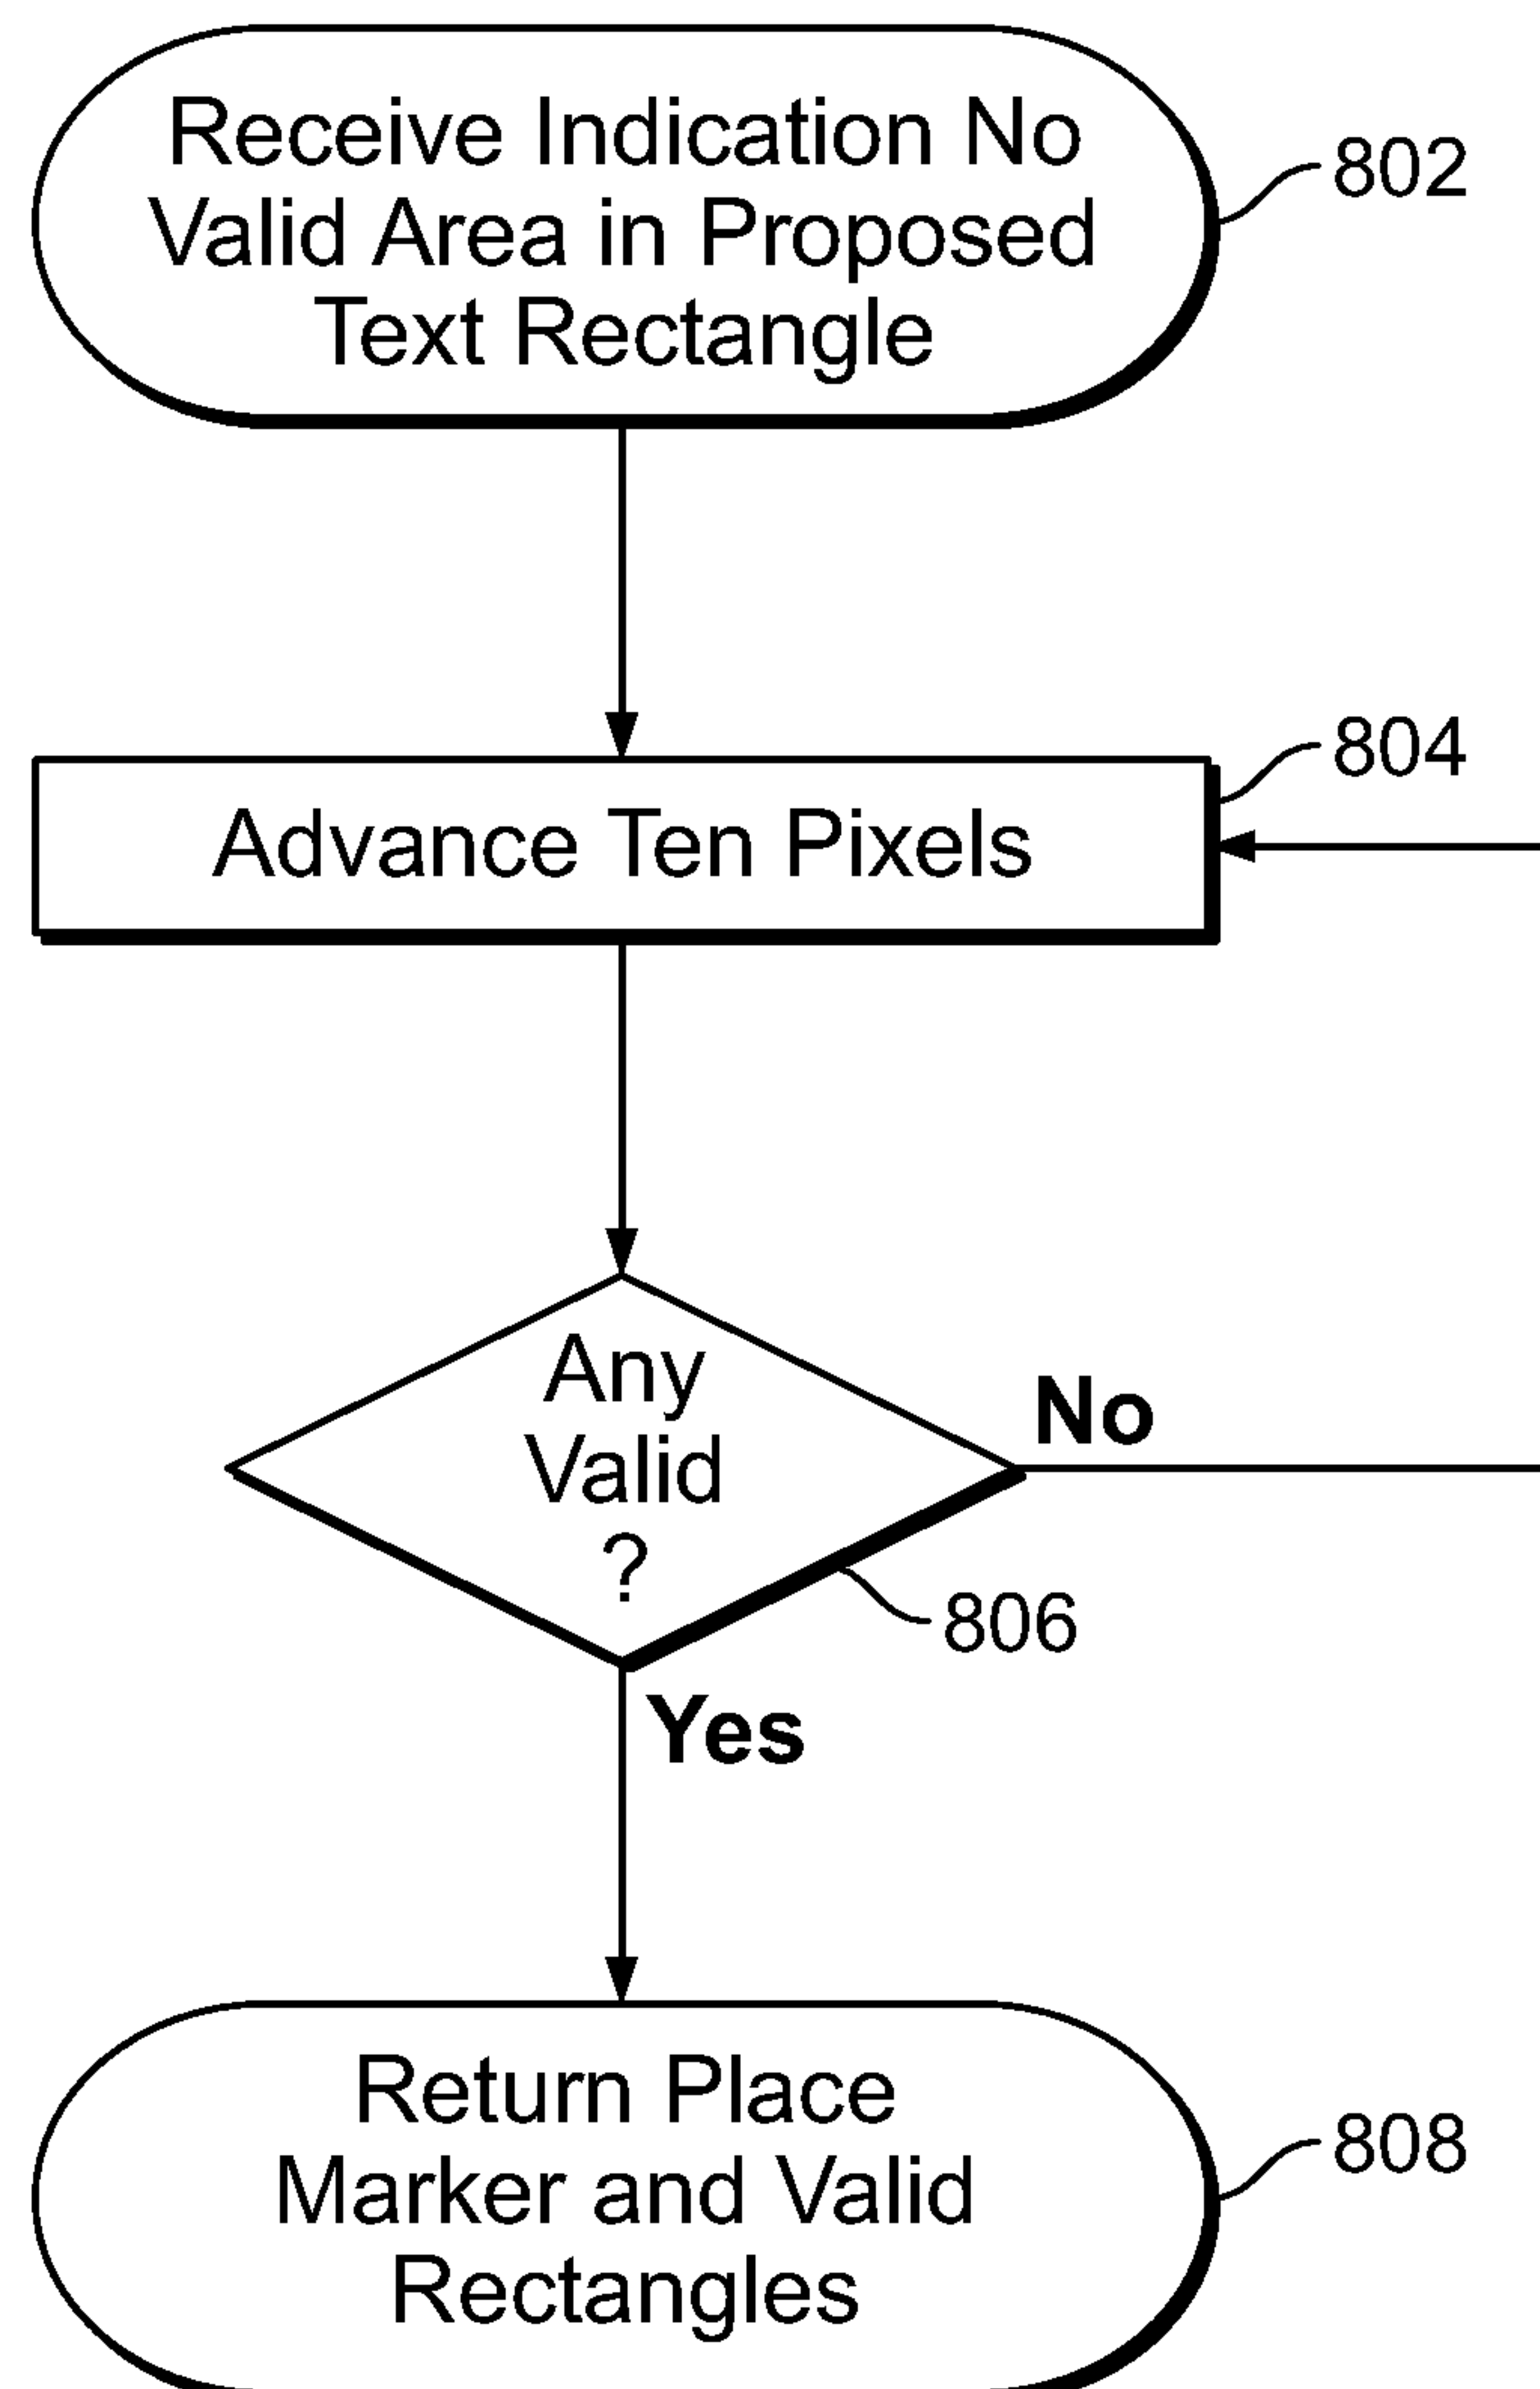 Receive Indication No
Valid Area in Proposed
Text Rectangle
802
804
Advance Ten Pixels
Any
Valid
?
No
806
Yes
Return Place
Marker and Valid
Rectangles
808